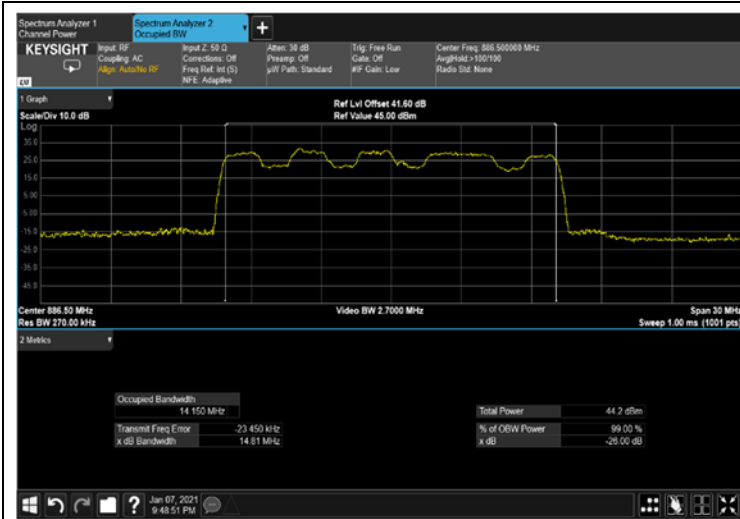 Spectrum Analyzer 1
Channel Power
Spectrum Analyzer 2
Occupied BW
+
KEYSIGHT
Input: RF
Coupling: AC
Align: Auto/No RF
Input Z: 50 Ω
Corrections: Off
Freq Ref: Int (S)
NFE: Adaptive
Atten: 30 dB
Preamp: Off
µW Path: Standard
Trig: Free Run
Gate: Off
#IF Gain: Low
Center Freq: 886.500000 MHz
Avg|Hold:>100/100
Radio Std: None
1 Graph
Scale/Div 10.0 dB
Ref Lvl Offset 41.60 dB
Ref Value 45.00 dBm
Log
35.0
25.0
15.0
5.00
-5.00
-15.0
-25.0
-35.0
-45.0
Center 886.50 MHz
Res BW 270.00 kHz
Video BW 2.7000 MHz
Span 30 MHz
Sweep 1.00 ms (1001 pts)
2 Metrics
Occupied Bandwidth
14.150 MHz
Transmit Freq Error -23.450 kHz
x dB Bandwidth 14.81 MHz
Total Power 44.2 dBm
% of OBW Power 99.00 %
x dB -26.00 dB
?
Jan 07, 2021
9:48:51 PM